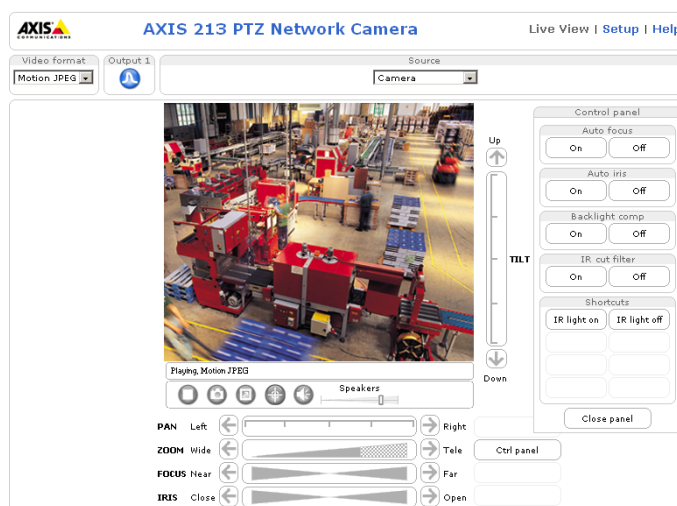 AXIS
COMMUNICATIONS
AXIS 213 PTZ Network Camera
Live View | Setup | Help
Video format
Output 1
Source
Motion JPEG
Camera
Control panel
Auto focus
On Off
Auto iris
On Off
Backlight comp
On Off
IR cut filter
On Off
Shortcuts
IR light on IR light off
Close panel
Up
TILT
Down
Playing, Motion JPEG
Speakers
PAN Left Right
ZOOM Wide Tele Ctrl panel
FOCUS Near Far
IRIS Close Open